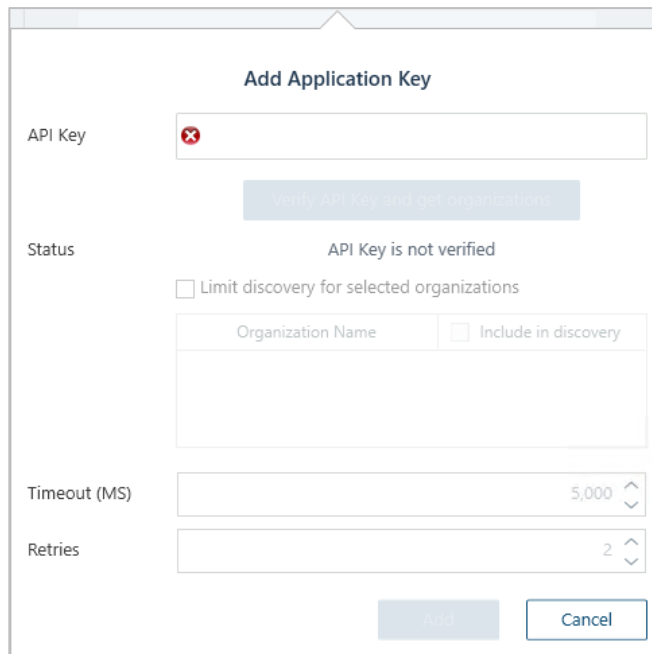 Add Application Key
API Key
Verify API Key and get organizations
Status API Key is not verified
Limit discovery for selected organizations
Organization Name Include in discovery
Timeout (MS) 5,000
Retries 2
Add Cancel